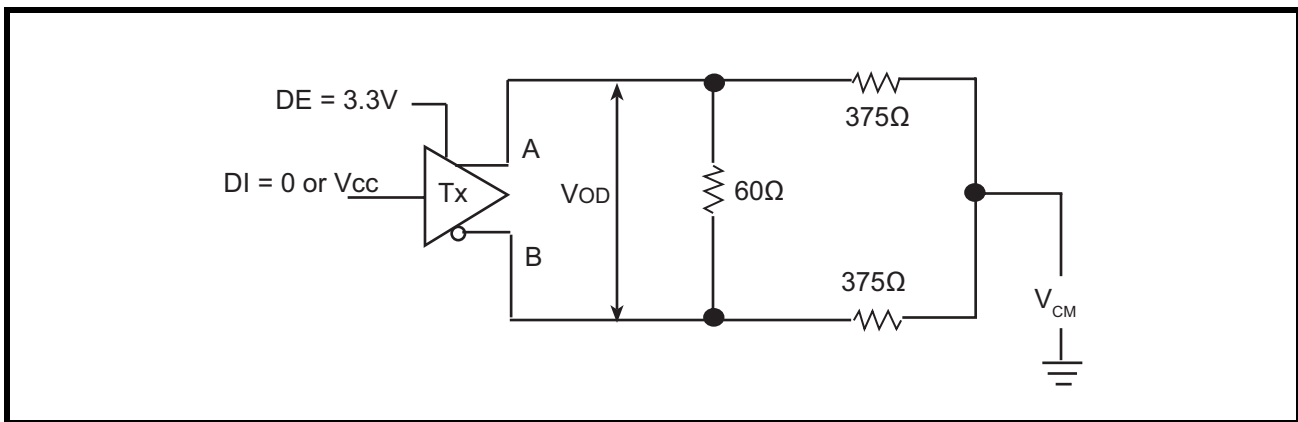 DE = 3.3V
375Ω
A
DI = 0 or Vcc
Tx
VOD
60Ω
B
375Ω
VCM